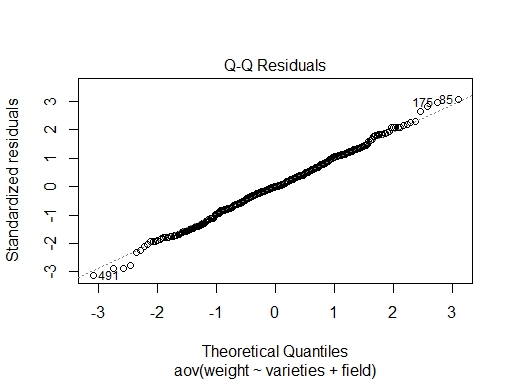 Q-Q Residuals
Standardized residuals
3
2
1
0
-1
-2
-3
175
85
491
-3 -2 -1 0 1 2 3
Theoretical Quantiles
aov(weight ~ varieties + field)